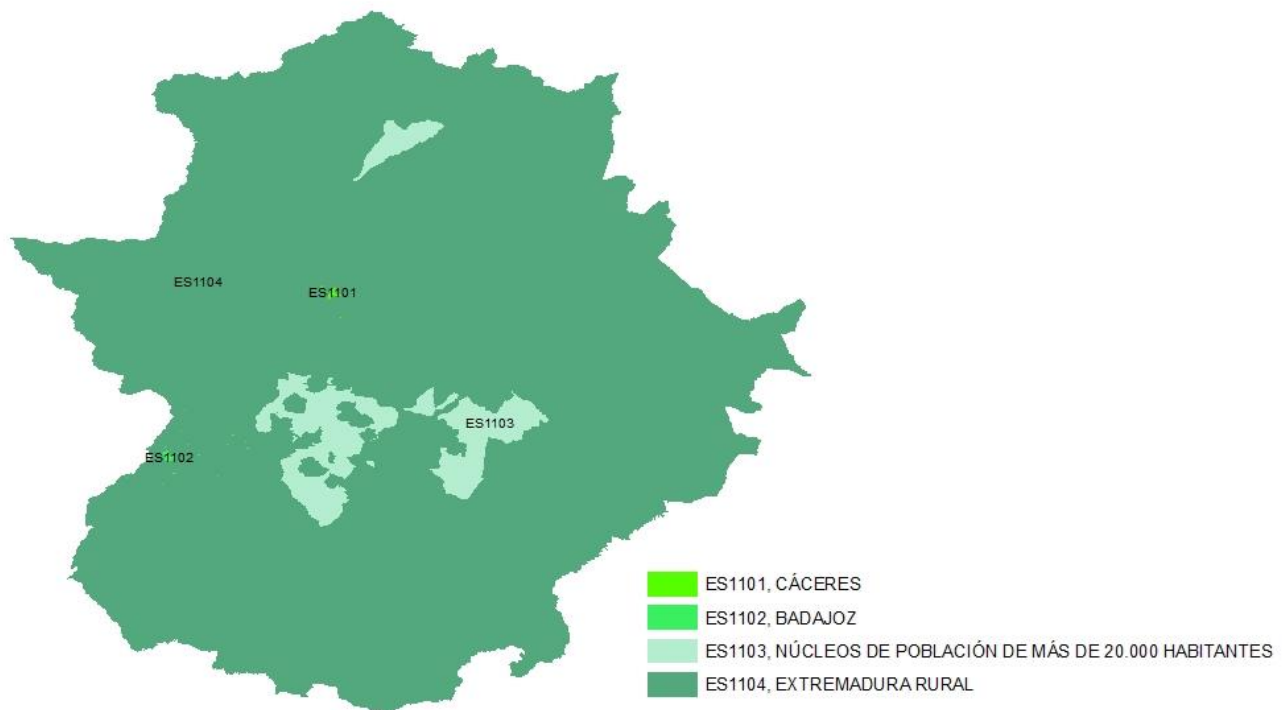 ES1104
ES1101
ES1103
ES1102
ES1101, CÁCERES
ES1102, BADAJOZ
ES1103, NÚCLEOS DE POBLACIÓN DE MÁS DE 20.000 HABITANTES
ES1104, EXTREMADURA RURAL